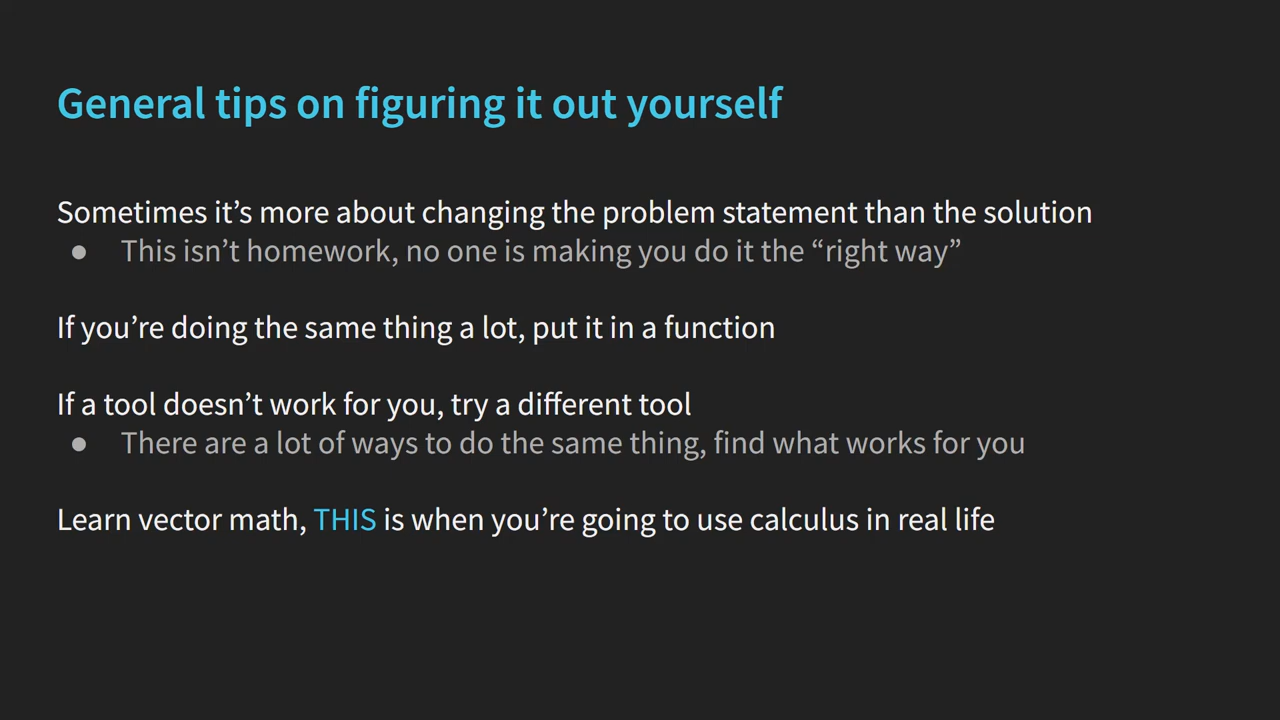 General tips on figuring it out yourself
Sometimes it’s more about changing the problem statement than the solution
● This isn’t homework, no one is making you do it the “right way”
If you’re doing the same thing a lot, put it in a function
If a tool doesn’t work for you, try a different tool
● There are a lot of ways to do the same thing, find what works for you
Learn vector math, THIS is when you’re going to use calculus in real life